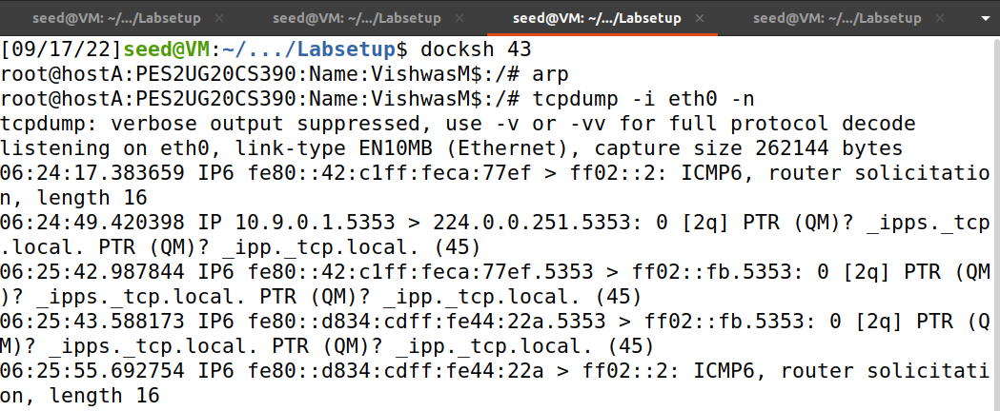 seed@VM: ~/.../Labsetup × seed@VM: ~/.../Labsetup × seed@VM: ~/.../Labsetup × seed@VM: ~/.../Labsetup ×
[09/17/22]seed@VM:~/.../Labsetup$ docksh 43
root@hostA:PES2UG20CS390:Name:VishwasM$:/# arp
root@hostA:PES2UG20CS390:Name:VishwasM$:/# tcpdump -i eth0 -n
tcpdump: verbose output suppressed, use -v or -vv for full protocol decode
listening on eth0, link-type EN10MB (Ethernet), capture size 262144 bytes
06:24:17.383659 IP6 fe80::42:c1ff:feca:77ef > ff02::2: ICMP6, router solicitatio
n, length 16
06:24:49.420398 IP 10.9.0.1.5353 > 224.0.0.251.5353: 0 [2q] PTR (QM)? _ipps._tcp
.local. PTR (QM)? _ipp._tcp.local. (45)
06:25:42.987844 IP6 fe80::42:c1ff:feca:77ef.5353 > ff02::fb.5353: 0 [2q] PTR (QM
)? _ipps._tcp.local. PTR (QM)? _ipp._tcp.local. (45)
06:25:43.588173 IP6 fe80::d834:cdff:fe44:22a.5353 > ff02::fb.5353: 0 [2q] PTR (Q
M)? _ipps._tcp.local. PTR (QM)? _ipp._tcp.local. (45)
06:25:55.692754 IP6 fe80::d834:cdff:fe44:22a > ff02::2: ICMP6, router solicitati
on, length 16